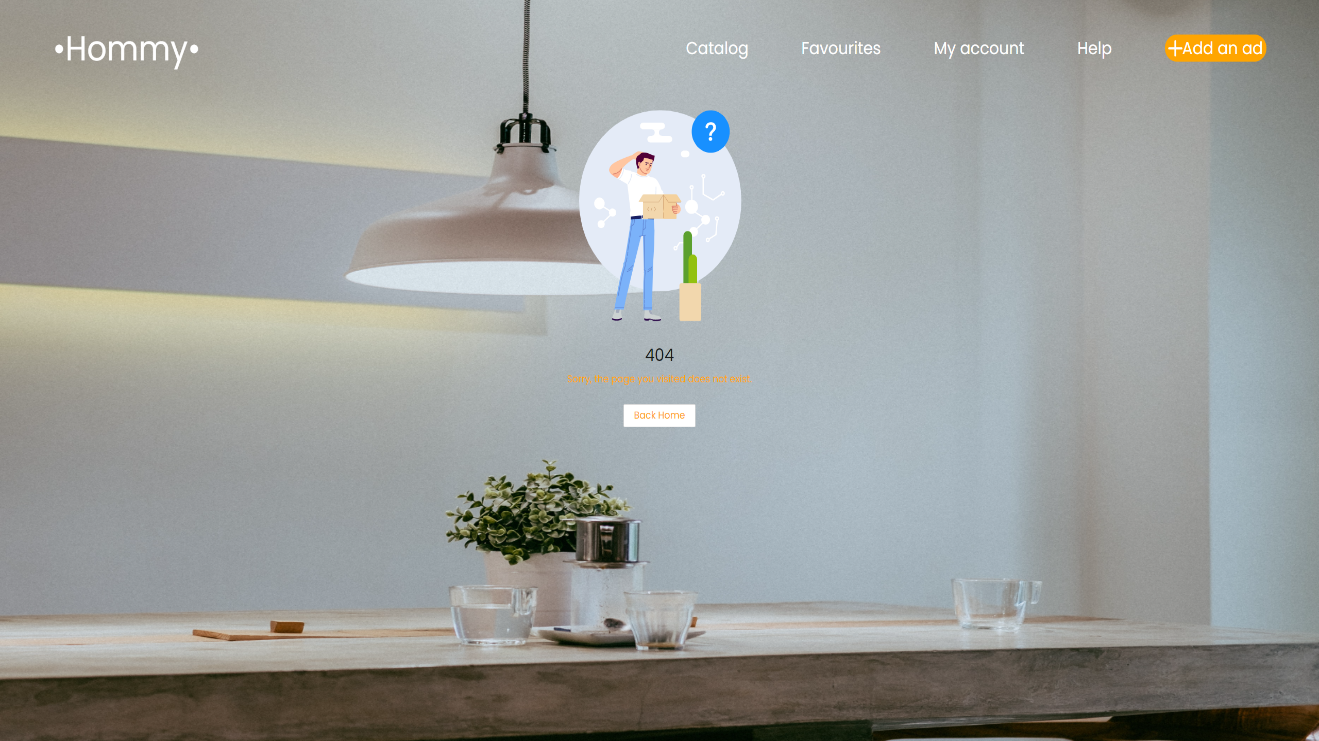 •Hommy•
Catalog Favourites My account Help +Add an ad
?
404
Back Home